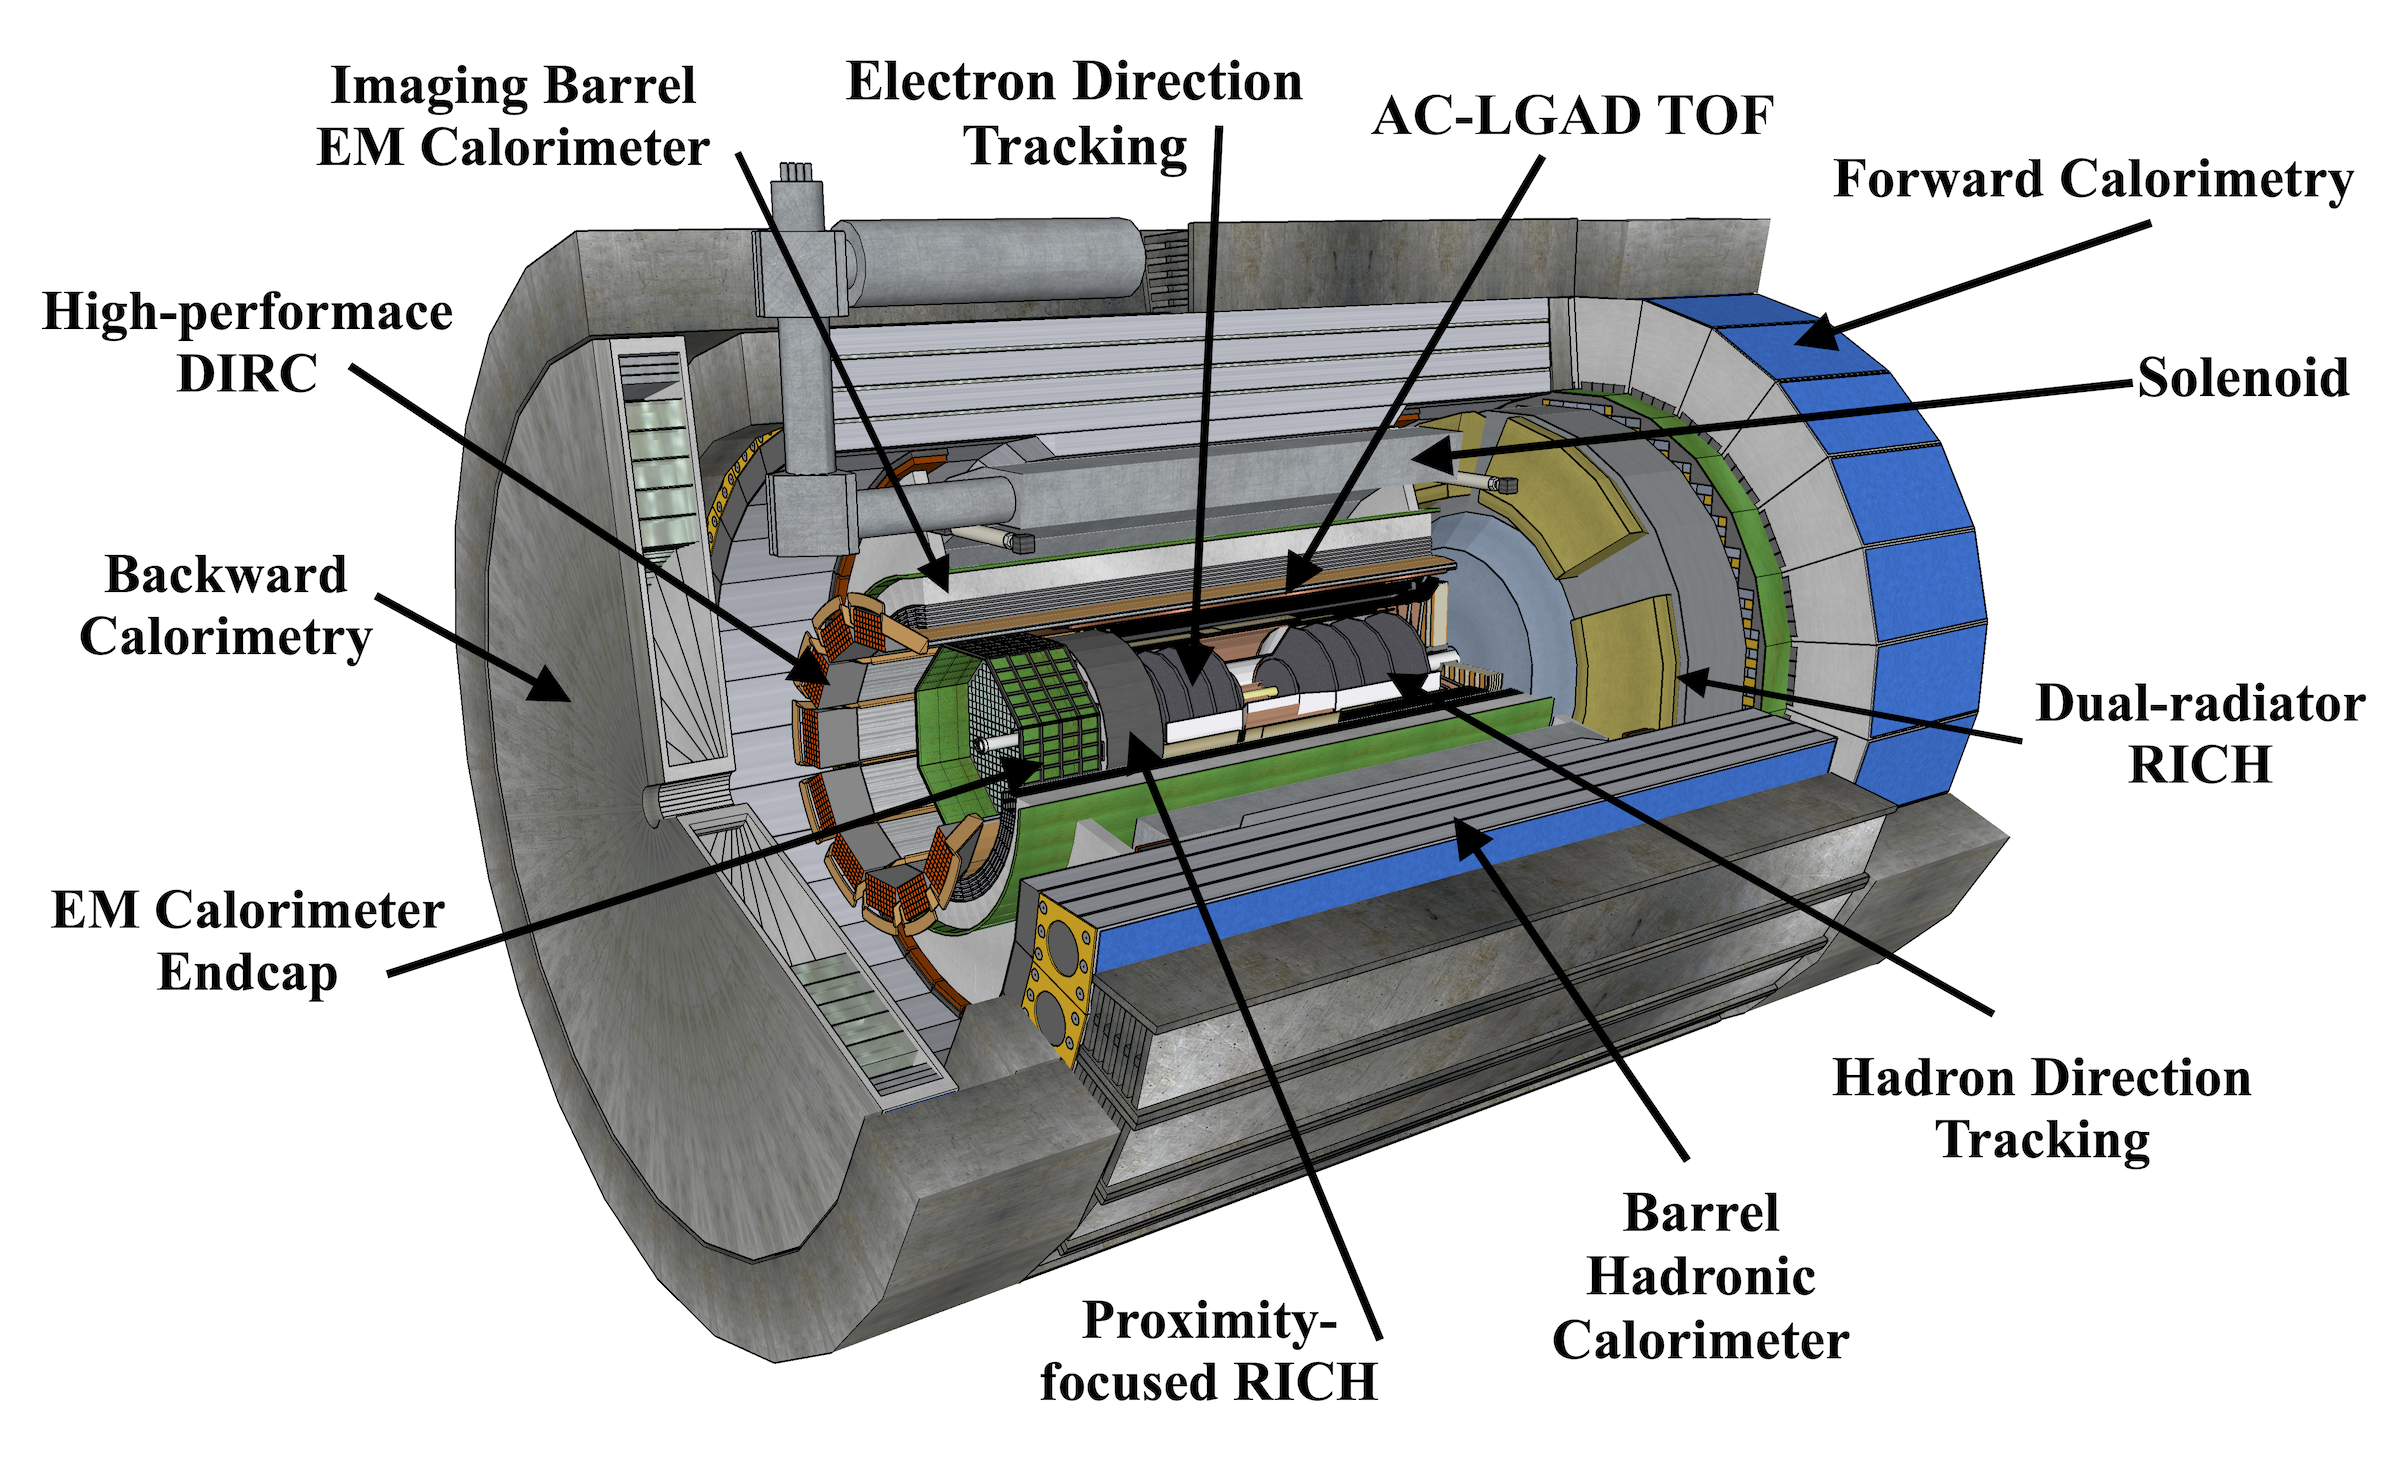 Imaging Barrel
EM Calorimeter
Electron Direction
Tracking
AC-LGAD TOF
Forward Calorimetry
High-performace
DIRC
Solenoid
Backward
Calorimetry
Dual-radiator
RICH
EM Calorimeter
Endcap
Hadron Direction
Tracking
Barrel
Hadronic
Calorimeter
Proximity-
focused RICH